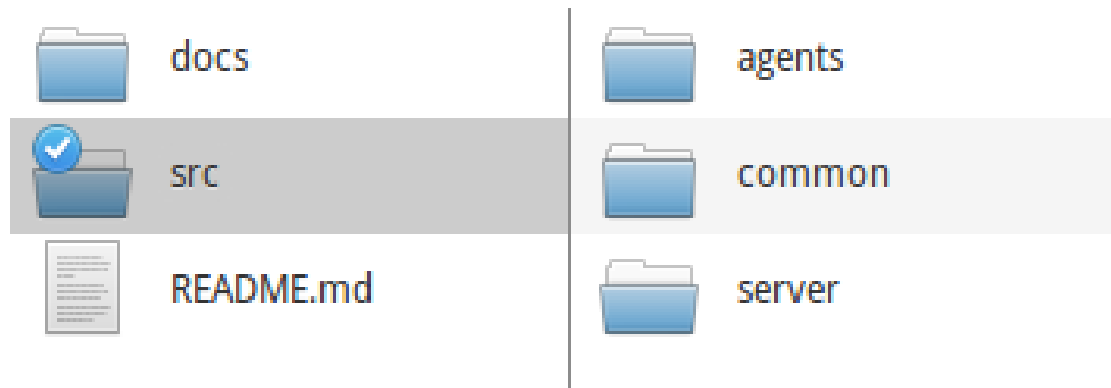 docs
src
README.md
agents
common
server